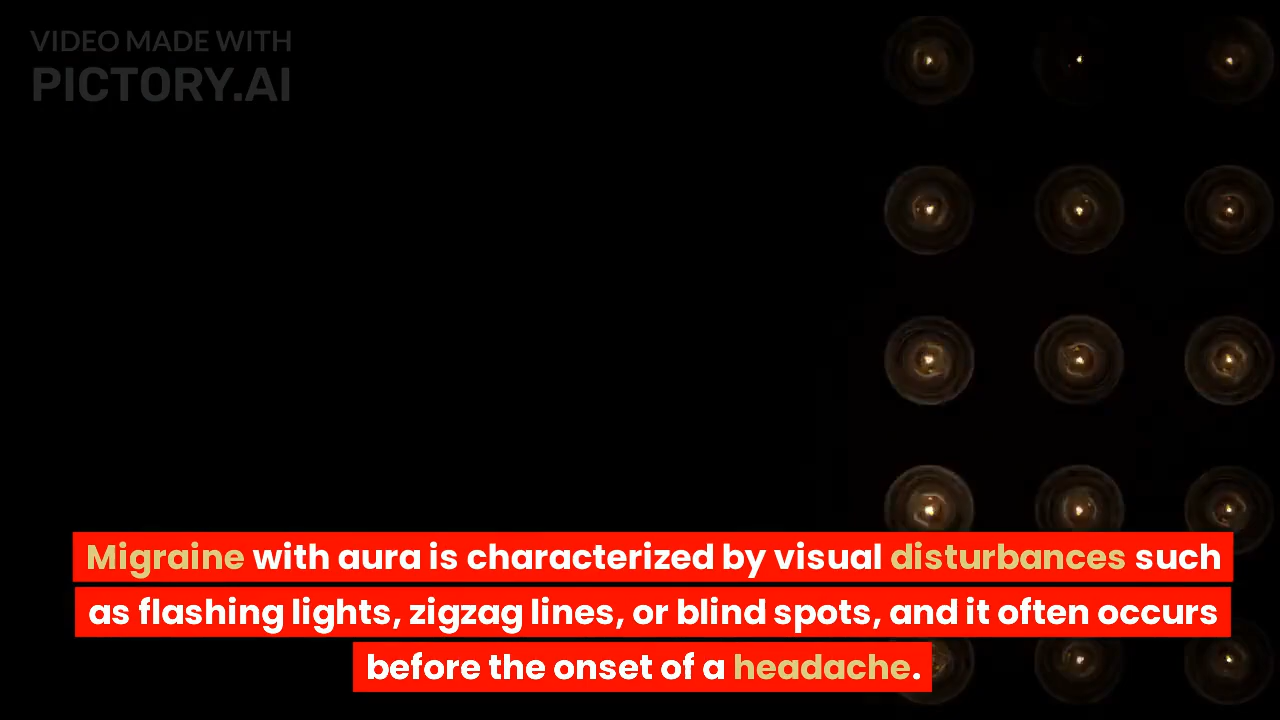 VIDEO MADE WITH
PICTORY.AI
Migraine with aura is characterized by visual disturbances such
as flashing lights, zigzag lines, or blind spots, and it often occurs
before the onset of a headache.